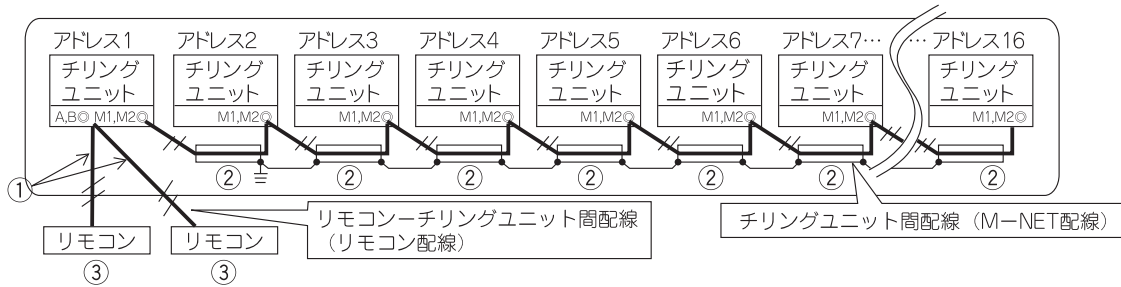 アドレス1 アドレス2 アドレス3 アドレス4 アドレス5 アドレス6 アドレス7… …アドレス16
チリング チリング チリング チリング チリング チリング チリング チリング
ユニット ユニット ユニット ユニット ユニット ユニット ユニット ユニット
A,B◎ M1,M2◎ M1,M2◎ M1,M2◎ M1,M2◎ M1,M2◎ M1,M2◎ M1,M2◎ M1,M2◎
① ② ② ② ② ② ② ②
リモコン リモコン
③ ③
リモコンーチリングユニット間配線
（リモコン配線）
チリングユニット間配線（M－NET配線）